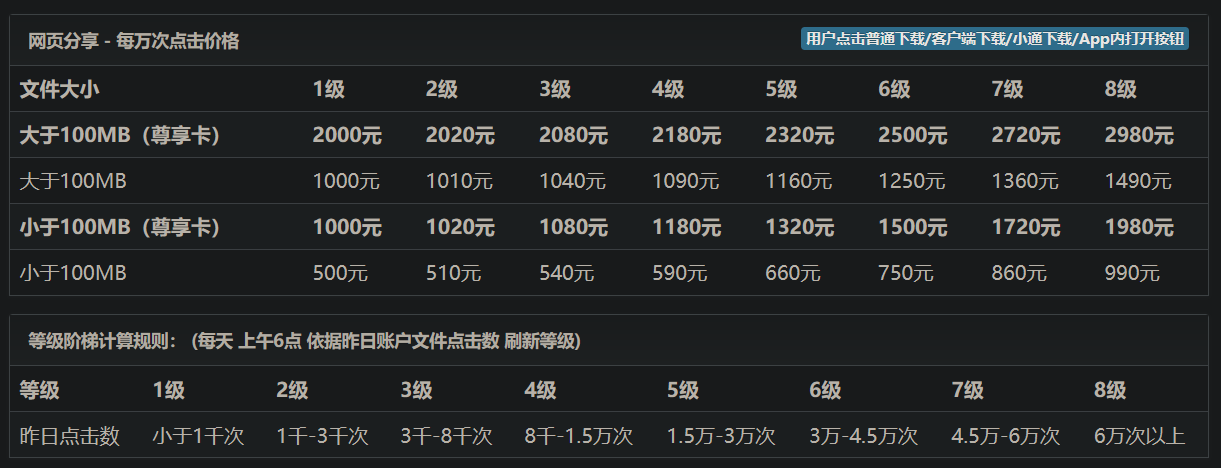 网页分享 - 每万次点击价格 用户点击普通下载/客户端下载/小通下载/App内打开按钮
文件大小 1级 2级 3级 4级 5级 6级 7级 8级
大于100MB（尊享卡） 2000元 2020元 2080元 2180元 2320元 2500元 2720元 2980元
大于100MB 1000元 1010元 1040元 1090元 1160元 1250元 1360元 1490元
小于100MB（尊享卡） 1000元 1020元 1080元 1180元 1320元 1500元 1720元 1980元
小于100MB 500元 510元 540元 590元 660元 750元 860元 990元
等级阶梯计算规则： (每天 上午6点 依据昨日账户文件点击数 刷新等级)
等级 1级 2级 3级 4级 5级 6级 7级 8级
昨日点击数 小于1千次 1千-3千次 3千-8千次 8千-1.5万次 1.5万-3万次 3万-4.5万次 4.5万-6万次 6万次以上